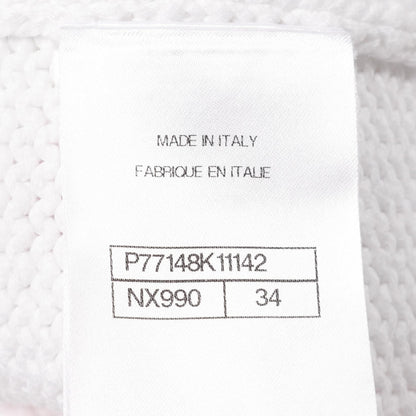 MADE IN ITALY
FABRIQUE EN ITALIE
P77148K11142
NX990 34